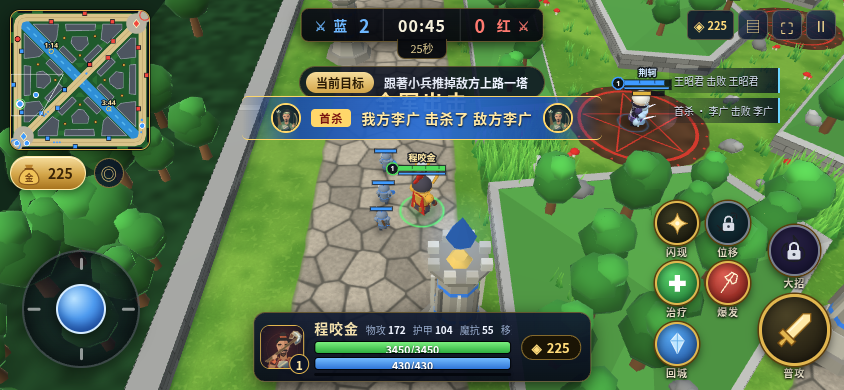 蓝 2 00:45 0 红
25秒
225
当前目标 跟著小兵推掉敌方上路一塔
首杀 我方李广 击杀了 敌方李广
荆轲
1
王昭君 击败 王昭君
首杀 · 李广 击败 李广
1:14
3:44
金 225
程咬金
1
闪现 位移
大招
治疗 爆发
回城
普攻
程咬金 物攻 172 护甲 104 魔抗 55 移
3450/3450
430/430
1
225